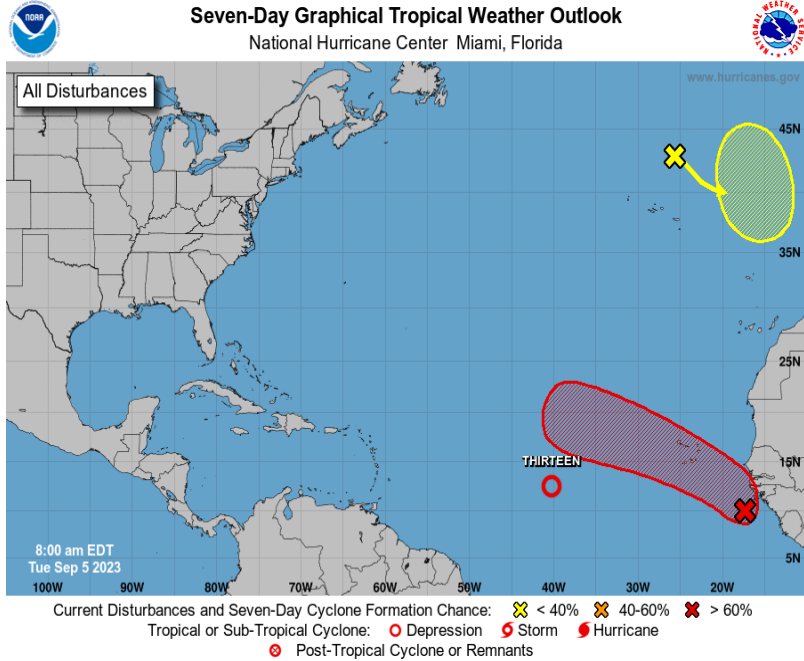 Seven-Day Graphical Tropical Weather Outlook
National Hurricane Center Miami, Florida
NOAA
All Disturbances
www.hurricanes.gov
45N
35N
25N
THIRTEEN
15N
5N
8:00 am EDT
Tue Sep 5 2023
100W 90W 80W 70W 60W 50W 40W 30W 20W
Current Disturbances and Seven-Day Cyclone Formation Chance: < 40% 40-60% > 60%
Tropical or Sub-Tropical Cyclone: Depression Storm Hurricane
Post-Tropical Cyclone or Remnants